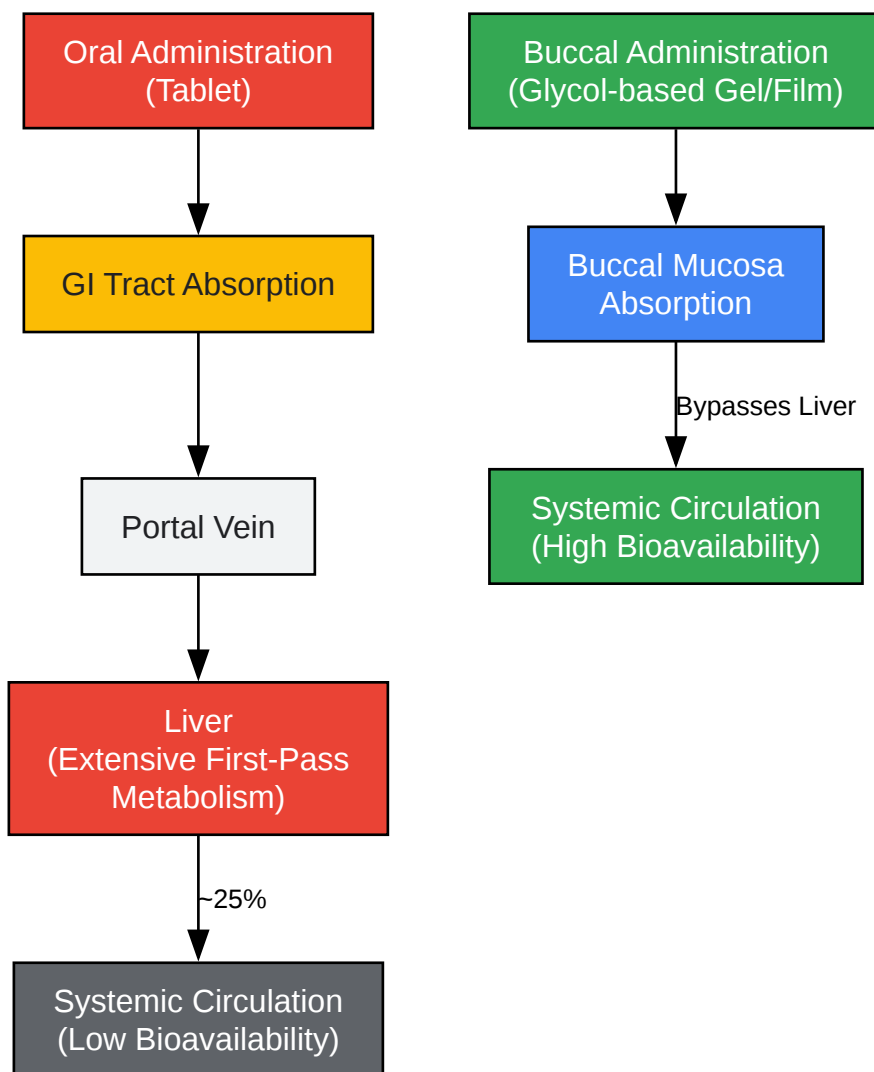 Oral Administration
(Tablet)
GI Tract Absorption
Portal Vein
Liver
(Extensive First-Pass
Metabolism)
~25%
Systemic Circulation
(Low Bioavailability)
Buccal Administration
(Glycol-based Gel/Film)
Buccal Mucosa
Absorption
Bypasses Liver
Systemic Circulation
(High Bioavailability)